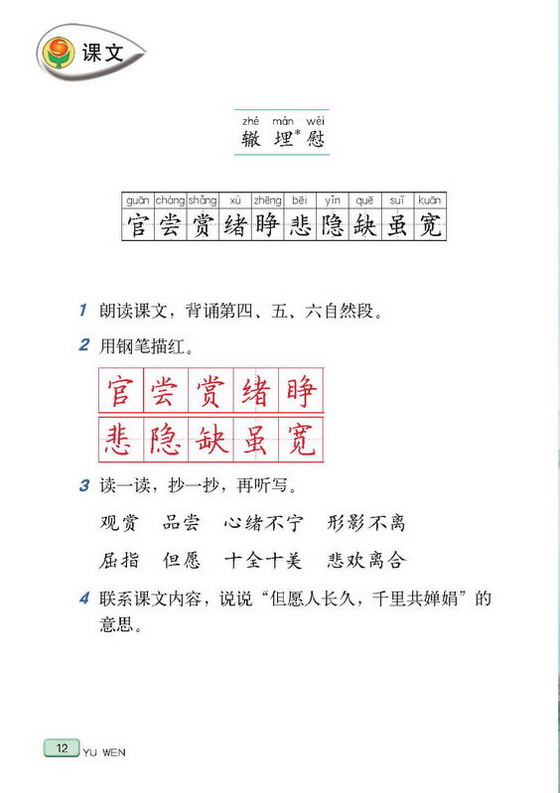 课文
zhé mán wèi
辙 埋* 慰
guān cháng shǎng xù zhēng bēi yǐn quē suī kuān
官 尝 赏 绪 睁 悲 隐 缺 虽 宽
1 朗读课文，背诵第四、五、六自然段。
2 用钢笔描红。
官 尝 赏 绪 睁
悲 隐 缺 虽 宽
3 读一读，抄一抄，再听写。
观赏 品尝 心绪不宁 形影不离
屈指 但愿 十全十美 悲欢离合
4 联系课文内容，说说“但愿人长久，千里共婵娟”的
意思。
12 YU WEN